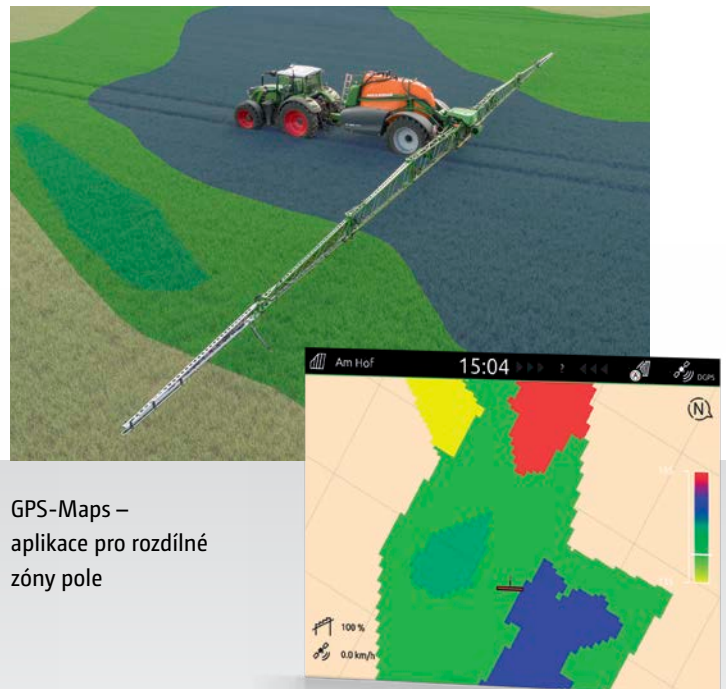 Am Hof
15:04
?
DGPS
N
100 %
0.0 km/h
GPS-Maps –
aplikace pro rozdílné
zóny pole